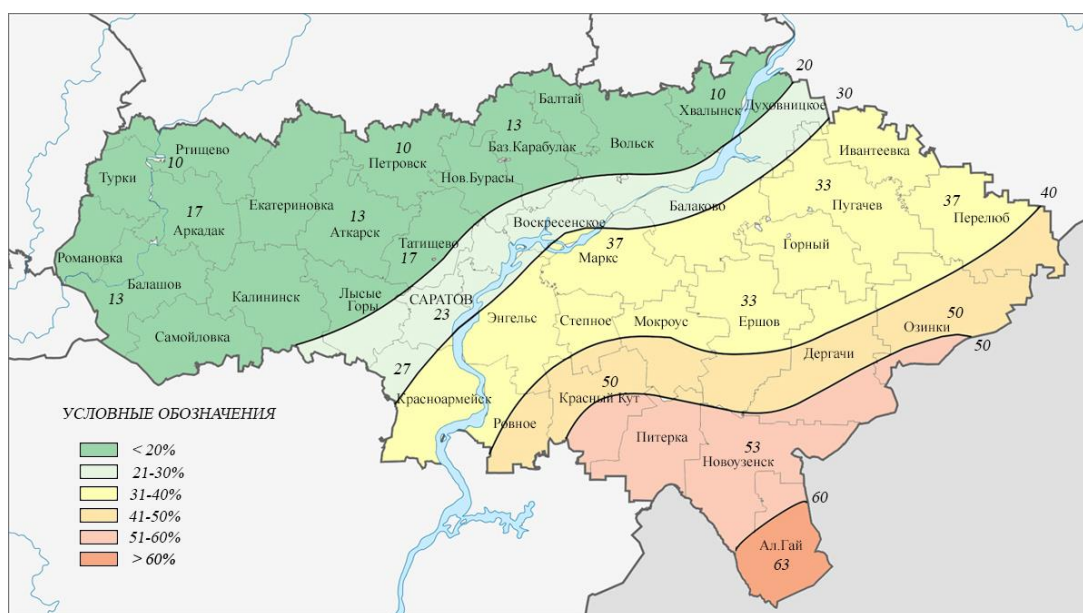 20
30
Балтай
10
Хвалынск
Духовницкое
13
Баз.Карабулак
Вольск
10
Петровск
Ртищево
10
Турки
Нов.Бурасы
Ивантеевка
33
Пугачев
37
Перелюб
40
Екатериновка
17
Аркадак
13
Аткарск
Татищево
17
Воскресенское
Балаково
Романовка
Балашов
13
Калининск
Лысые
Горы
САРАТОВ
23
37
Маркс
Горный
Самойловка
Энгельс
Степное
Мокроус
33
Ершов
50
Озинки
50
Дергачи
27
Красноармейск
50
Красный Кут
Ровное
Питерка
53
Новоузенск
60
Ал.Гай
63
УСЛОВНЫЕ ОБОЗНАЧЕНИЯ
< 20%
21-30%
31-40%
41-50%
51-60%
> 60%